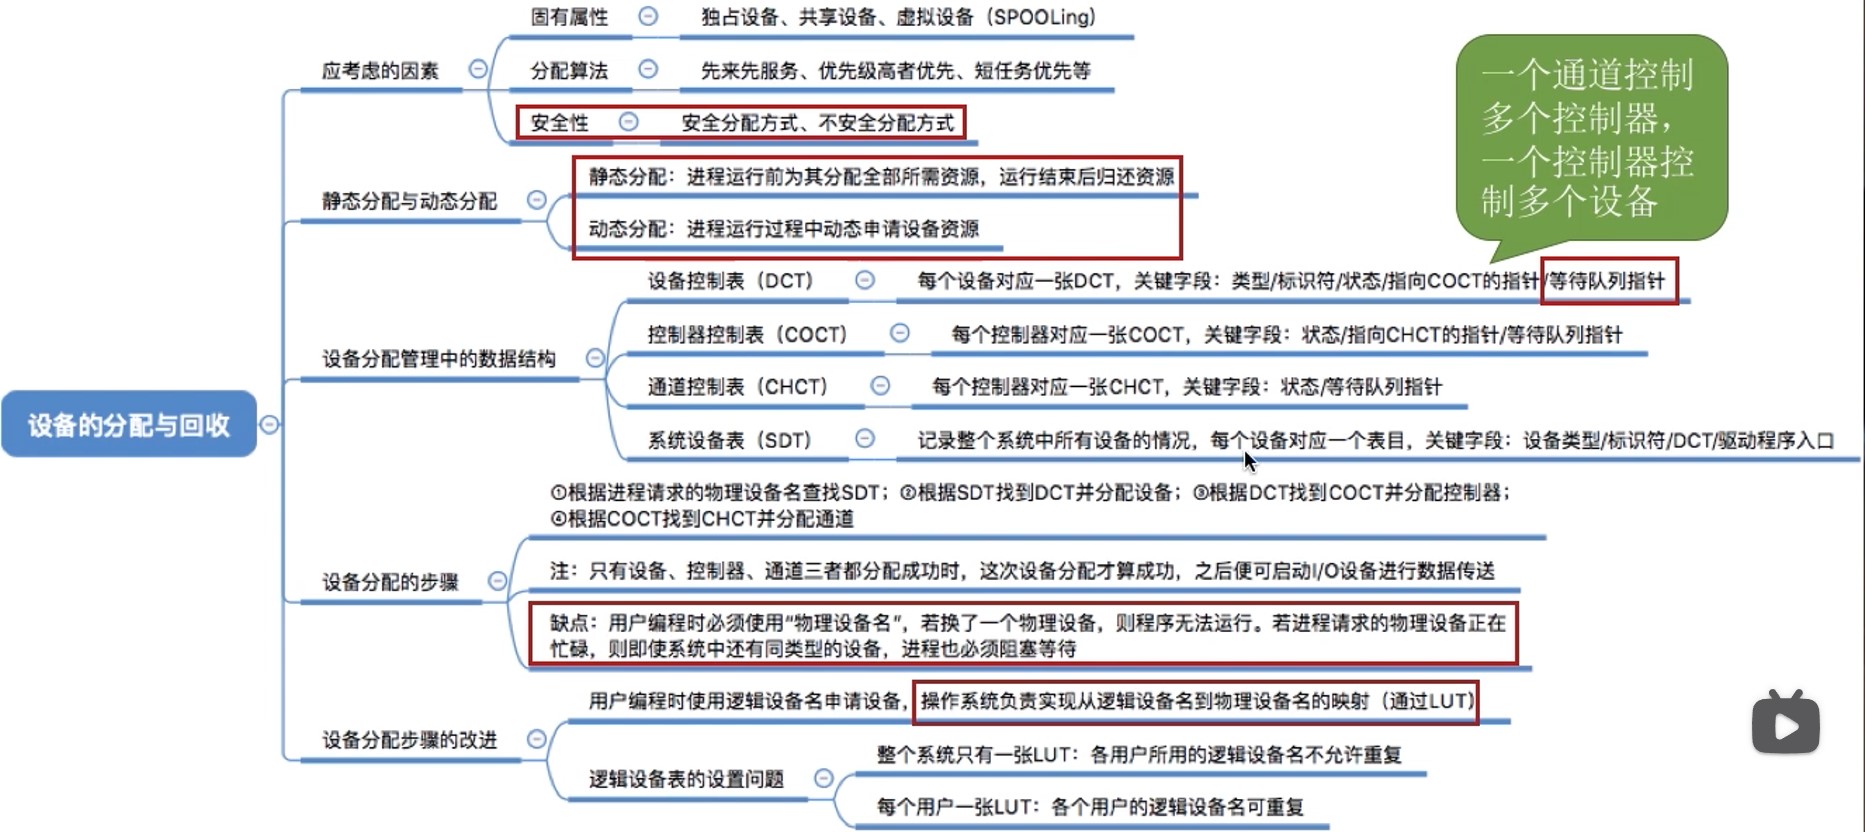 设备的分配与回收
应考虑的因素
固有属性
独占设备、共享设备、虚拟设备（SPOOLing）
分配算法
先来先服务、优先级高者优先、短任务优先等
安全性
安全分配方式、不安全分配方式
静态分配与动态分配
静态分配：进程运行前为其分配全部所需资源，运行结束后归还资源
动态分配：进程运行过程中动态申请设备资源
一个通道控制
多个控制器，
一个控制器控
制多个设备
设备分配管理中的数据结构
设备控制表（DCT）
每个设备对应一张DCT，关键字段：类型/标识符/状态/指向COCT的指针/等待队列指针
控制器控制表（COCT）
每个控制器对应一张COCT，关键字段：状态/指向CHCT的指针/等待队列指针
通道控制表（CHCT）
每个控制器对应一张CHCT，关键字段：状态/等待队列指针
系统设备表（SDT）
记录整个系统中所有设备的情况，每个设备对应一个表目，关键字段：设备类型/标识符/DCT/驱动程序入口
设备分配的步骤
①根据进程请求的物理设备名查找SDT；②根据SDT找到DCT并分配设备；③根据DCT找到COCT并分配控制器；
④根据COCT找到CHCT并分配通道
注：只有设备、控制器、通道三者都分配成功时，这次设备分配才算成功，之后便可启动I/O设备进行数据传送
缺点：用户编程时必须使用“物理设备名”，若换了一个物理设备，则程序无法运行。若进程请求的物理设备正在
忙碌，则即使系统中还有同类型的设备，进程也必须阻塞等待
设备分配步骤的改进
用户编程时使用逻辑设备名申请设备，操作系统负责实现从逻辑设备名到物理设备名的映射（通过LUT）
逻辑设备表的设置问题
整个系统只有一张LUT：各用户所用的逻辑设备名不允许重复
每个用户一张LUT：各个用户的逻辑设备名可重复